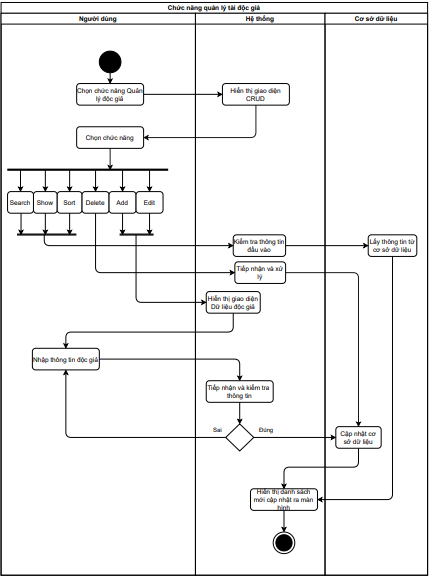 Chức năng quản lý tài độc giả
Người dùng
Hệ thống
Cơ sở dữ liệu
Chọn chức năng Quản
lý độc giả
Hiển thị giao diện
CRUD
Chọn chức năng
Search
Show
Sort
Delete
Add
Edit
Kiểm tra thông tin
đầu vào
Lấy thông tin từ
cơ sở dữ liệu
Tiếp nhận và xử
lý
Hiển thị giao diện
Dữ liệu độc giả
Nhập thông tin độc giả
Tiếp nhận và kiểm tra
thông tin
Sai
Đúng
Cập nhật cơ
sở dữ liệu
Hiển thị danh sách
mới cập nhật ra màn
hình